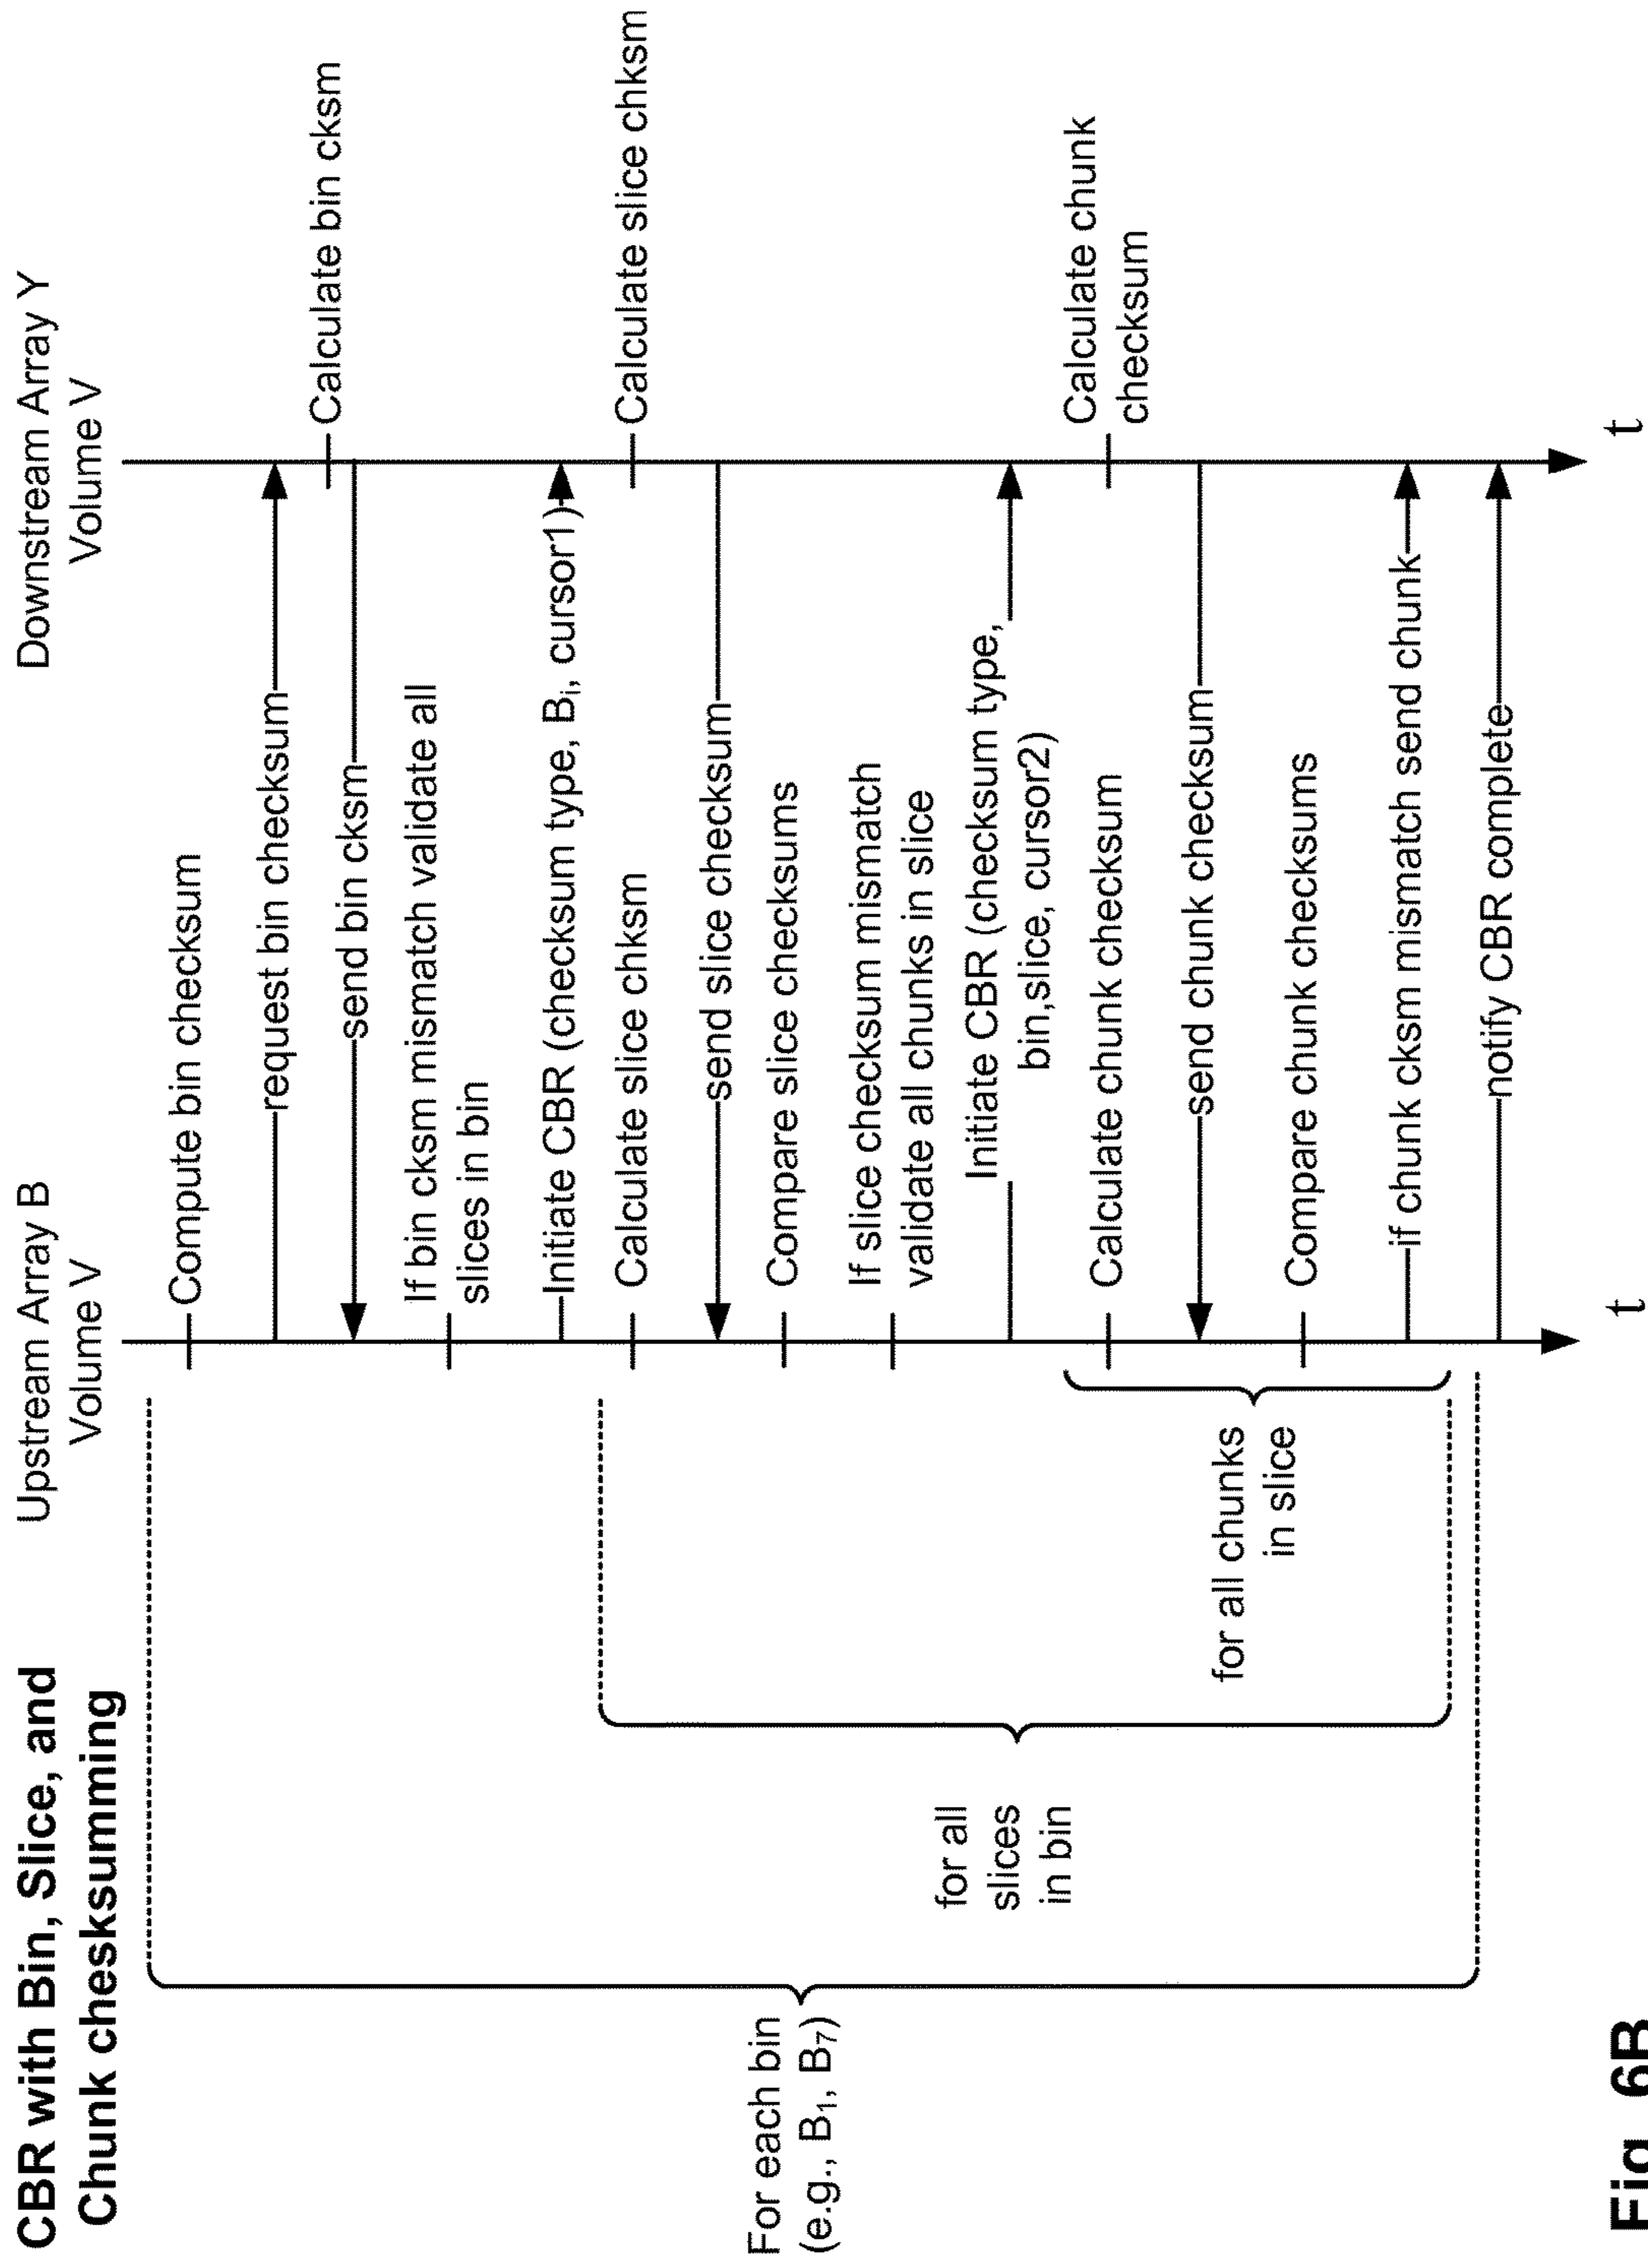 CBR with Bin, Slice, and
Chunk chesksumming
Upstream Array B
Volume V
Downstream Array Y
Volume V
Compute bin checksum
request bin checksum
Calculate bin cksm
send bin cksm
If bin cksm mismatch validate all
slices in bin
Initiate CBR (checksum type, Bᵢ, cursor1)
Calculate slice chksm
Calculate slice chksm
send slice checksum
Compare slice checksums
If slice checksum mismatch
validate all chunks in slice
Initiate CBR (checksum type,
bin,slice, cursor2)
Calculate chunk checksum
Calculate chunk
checksum
send chunk checksum
Compare chunk checksums
if chunk cksm mismatch send chunk
notify CBR complete
t
t
For each bin
(e.g., B₁, B₇)
for all
slices
in bin
for all chunks
in slice
Fig. 6B